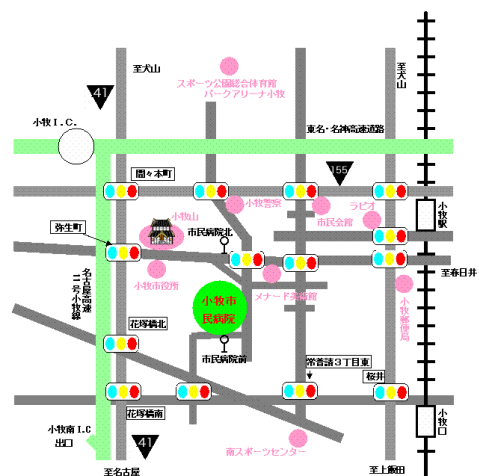 至犬山
至犬山
スポーツ公園総合体育館
パークアリーナ小牧
41
小牧I.C.
東名・名神高速道路
155
間々本町
小牧警察
市民会館
ラピオ
小牧駅
小牧山
市民病院北
弥生町
小牧市役所
メナード美術館
至春日井
名古屋高速
11号小牧線
小牧市
民病院
小牧郵便局
花塚橋北
市民病院前
常普請3丁目東
桜井
花塚橋南
小牧口
小牧南I.C
出口
41
南スポーツセンター
至名古屋
至上飯田